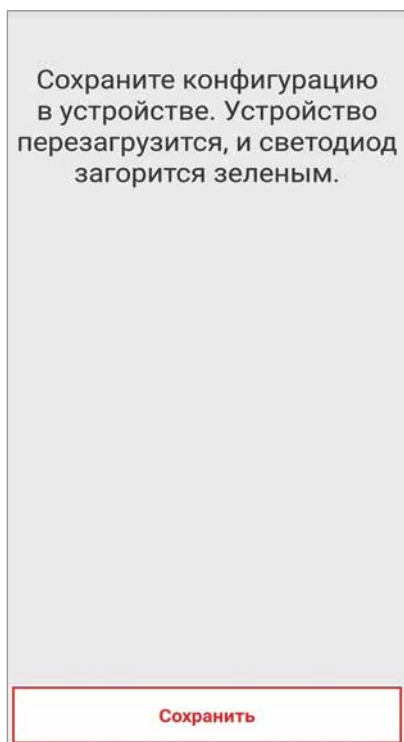 Сохраните конфигурацию
в устройстве. Устройство
перезагрузится, и светодиод
загорится зеленым.
Сохранить